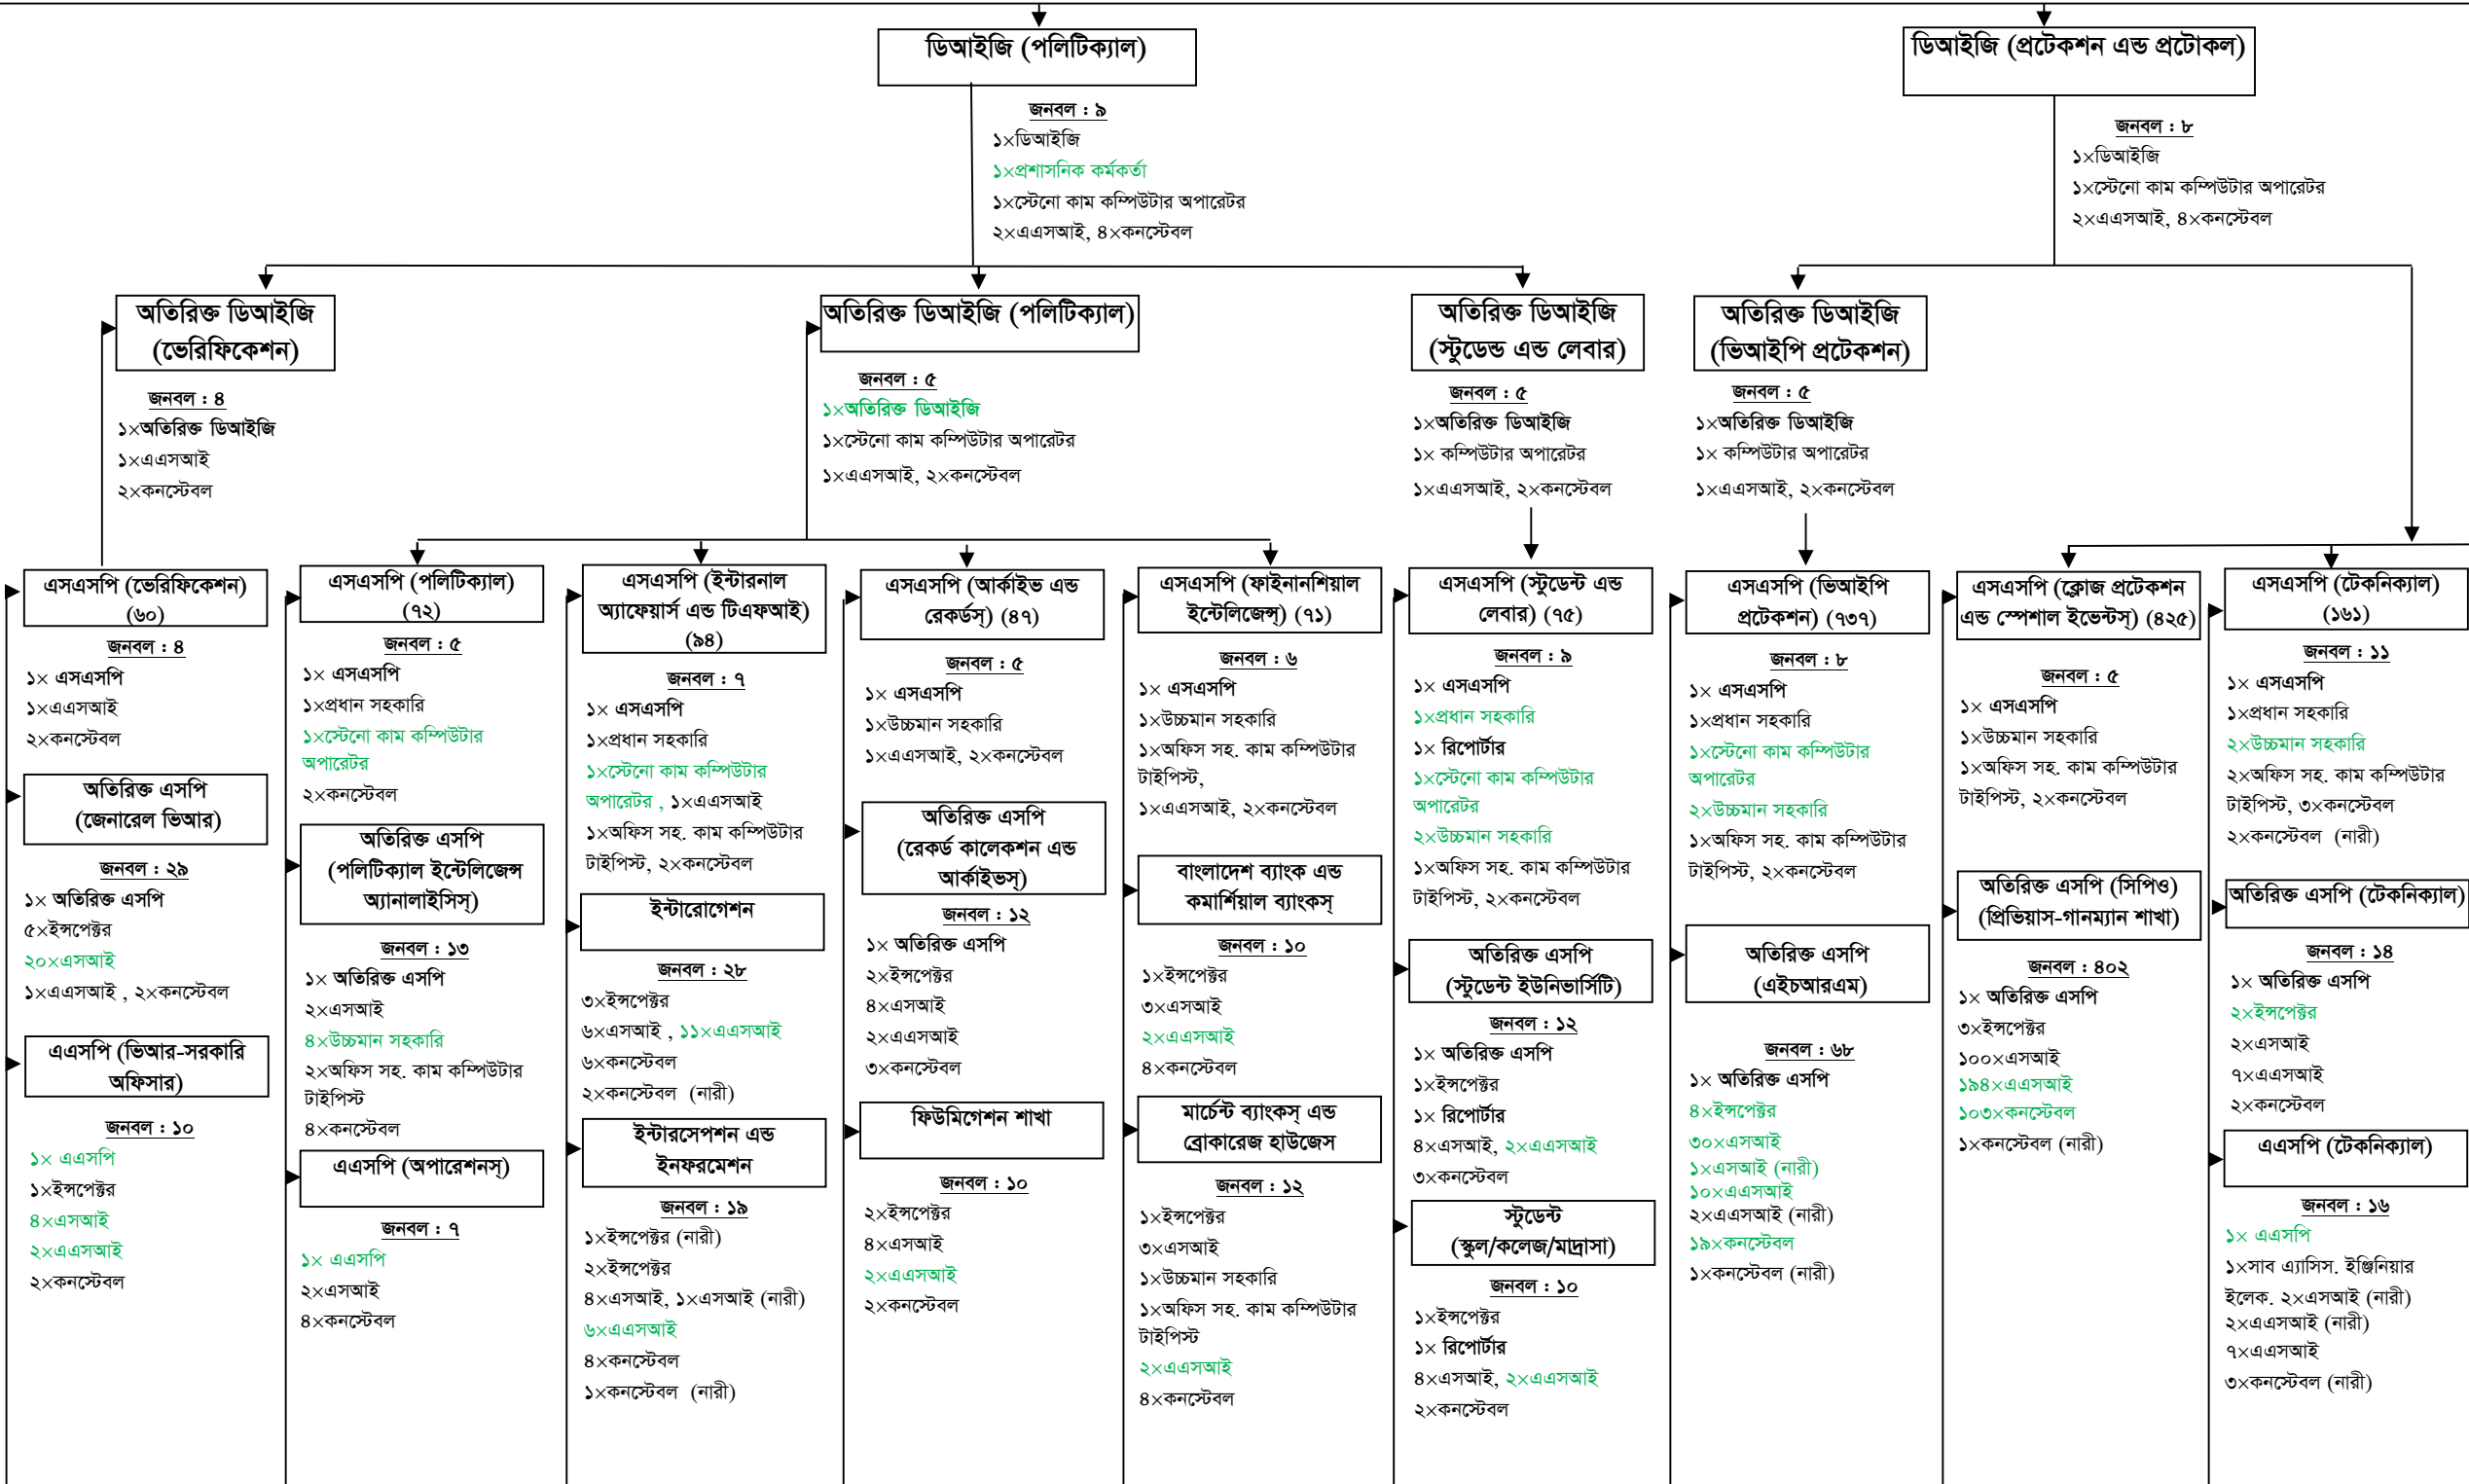 ডিআইজি (পলিটিক্যাল)
জনবল : ৯
১×ডিআইজি
১×প্রশাসনিক কর্মকর্তা
১×স্টেনো কাম কম্পিউটার অপারেটর
২×এএসআই, ৪×কনস্টেবল
ডিআইজি (প্রটেকশন এন্ড প্রটোকল)
জনবল : ৮
১×ডিআইজি
১×স্টেনো কাম কম্পিউটার অপারেটর
২×এএসআই, ৪×কনস্টেবল
অতিরিক্ত ডিআইজি
(ভেরিফিকেশন)
জনবল : ৪
১×অতিরিক্ত ডিআইজি
১×এএসআই
২×কনস্টেবল
অতিরিক্ত ডিআইজি (পলিটিক্যাল)
জনবল : ৫
১×অতিরিক্ত ডিআইজি
১×স্টেনো কাম কম্পিউটার অপারেটর
১×এএসআই, ২×কনস্টেবল
অতিরিক্ত ডিআইজি
(স্টুডেন্ড এন্ড লেবার)
জনবল : ৫
১×অতিরিক্ত ডিআইজি
১× কম্পিউটার অপারেটর
১×এএসআই, ২×কনস্টেবল
অতিরিক্ত ডিআইজি
(ভিআইপি প্রটেকশন)
জনবল : ৫
১×অতিরিক্ত ডিআইজি
১× কম্পিউটার অপারেটর
১×এএসআই, ২×কনস্টেবল
এসএসপি (ভেরিফিকেশন)
(৬০)
জনবল : ৪
১× এসএসপি
১×এএসআই
২×কনস্টেবল
অতিরিক্ত এসপি
(জেনারেল ভিআর)
জনবল : ২৯
১× অতিরিক্ত এসপি
৫×ইন্সপেক্টর
২০×এসআই
১×এএসআই , ২×কনস্টেবল
এএসপি (ভিআর-সরকারি
অফিসার)
জনবল : ১০
১× এএসপি
১×ইন্সপেক্টর
৪×এসআই
২×এএসআই
২×কনস্টেবল
এসএসপি (পলিটিক্যাল)
(৭২)
জনবল : ৫
১× এসএসপি
১×প্রধান সহকারি
১×স্টেনো কাম কম্পিউটার
অপারেটর
২×কনস্টেবল
অতিরিক্ত এসপি
(পলিটিক্যাল ইন্টেলিজেন্স
অ্যানালাইসিস্)
জনবল : ১৩
১× অতিরিক্ত এসপি
২×এসআই
৪×উচ্চমান সহকারি
২×অফিস সহ. কাম কম্পিউটার
টাইপিস্ট
৪×কনস্টেবল
এএসপি (অপারেশনস্)
জনবল : ৭
১× এএসপি
২×এসআই
৪×কনস্টেবল
এসএসপি (ইন্টারনাল
অ্যাফেয়ার্স এন্ড টিএফআই)
(৯৪)
জনবল : ৭
১× এসএসপি
১×প্রধান সহকারি
১×স্টেনো কাম কম্পিউটার
অপারেটর , ১×এএসআই
১×অফিস সহ. কাম কম্পিউটার
টাইপিস্ট, ২×কনস্টেবল
ইন্টারোগেশন
জনবল : ২৮
৩×ইন্সপেক্টর
৬×এসআই , ১১×এএসআই
৬×কনস্টেবল
২×কনস্টেবল (নারী)
ইন্টারসেপশন এন্ড
ইনফরমেশন
জনবল : ১৯
১×ইন্সপেক্টর (নারী)
২×ইন্সপেক্টর
৪×এসআই, ১×এসআই (নারী)
৬×এএসআই
৪×কনস্টেবল
১×কনস্টেবল (নারী)
এসএসপি (আর্কাইভ এন্ড
রেকর্ডস্) (৪৭)
জনবল : ৫
১× এসএসপি
১×উচ্চমান সহকারি
১×এএসআই, ২×কনস্টেবল
অতিরিক্ত এসপি
(রেকর্ড কালেকশন এন্ড
আর্কাইভস্)
জনবল : ১২
১× অতিরিক্ত এসপি
২×ইন্সপেক্টর
৪×এসআই
২×এএসআই
৩×কনস্টেবল
ফিউমিগেশন শাখা
জনবল : ১০
২×ইন্সপেক্টর
৪×এসআই
২×এএসআই
২×কনস্টেবল
এসএসপি (ফাইনানশিয়াল
ইন্টেলিজেন্স) (৭১)
জনবল : ৬
১× এসএসপি
১×উচ্চমান সহকারি
১×অফিস সহ. কাম কম্পিউটার
টাইপিস্ট,
১×এএসআই, ২×কনস্টেবল
বাংলাদেশ ব্যাংক এন্ড
কমার্শিয়াল ব্যাংকস্
জনবল : ১০
১×ইন্সপেক্টর
৩×এসআই
২×এএসআই
৪×কনস্টেবল
মার্চেন্ট ব্যাংকস্ এন্ড
ব্রোকারেজ হাউজেস
জনবল : ১২
১×ইন্সপেক্টর
৩×এসআই
১×উচ্চমান সহকারি
১×অফিস সহ. কাম কম্পিউটার
টাইপিস্ট
২×এএসআই
৪×কনস্টেবল
এসএসপি (স্টুডেন্ট এন্ড
লেবার) (৭৫)
জনবল : ৯
১× এসএসপি
১×প্রধান সহকারি
১× রিপোর্টার
১×স্টেনো কাম কম্পিউটার
অপারেটর
২×উচ্চমান সহকারি
১×অফিস সহ. কাম কম্পিউটার
টাইপিস্ট, ২×কনস্টেবল
অতিরিক্ত এসপি
(স্টুডেন্ট ইউনিভার্সিটি)
জনবল : ১২
১× অতিরিক্ত এসপি
১×ইন্সপেক্টর
১× রিপোর্টার
৪×এসআই, ২×এএসআই
৩×কনস্টেবল
স্টুডেন্ট
(স্কুল/কলেজ/মাদ্রাসা)
জনবল : ১০
১×ইন্সপেক্টর
১× রিপোর্টার
৪×এসআই, ২×এএসআই
২×কনস্টেবল
এসএসপি (ভিআইপি
প্রটেকশন) (৭৩৭)
জনবল : ৮
১× এসএসপি
১×প্রধান সহকারি
১×স্টেনো কাম কম্পিউটার
অপারেটর
২×উচ্চমান সহকারি
১×অফিস সহ. কাম কম্পিউটার
টাইপিস্ট, ২×কনস্টেবল
অতিরিক্ত এসপি
(এইচআরএম)
জনবল : ৬৮
১× অতিরিক্ত এসপি
৪×ইন্সপেক্টর
৩০×এসআই
১×এসআই (নারী)
১০×এএসআই
২×এএসআই (নারী)
১৯×কনস্টেবল
১×কনস্টেবল (নারী)
এসএসপি (ক্লোজ প্রটেকশন
এন্ড স্পেশাল ইভেন্টস্) (৪২৫)
জনবল : ৫
১× এসএসপি
১×উচ্চমান সহকারি
১×অফিস সহ. কাম কম্পিউটার
টাইপিস্ট, ২×কনস্টেবল
অতিরিক্ত এসপি (সিপিও)
(প্রিভিয়াস-গানম্যান শাখা)
জনবল : ৪০২
১× অতিরিক্ত এসপি
৩×ইন্সপেক্টর
১০০×এসআই
১৯৪×এএসআই
১০৩×কনস্টেবল
১×কনস্টেবল (নারী)
এসএসপি (টেকনিক্যাল)
(১৬১)
জনবল : ১১
১× এসএসপি
১×প্রধান সহকারি
২×উচ্চমান সহকারি
২×অফিস সহ. কাম কম্পিউটার
টাইপিস্ট, ৩×কনস্টেবল
২×কনস্টেবল (নারী)
অতিরিক্ত এসপি (টেকনিক্যাল)
জনবল : ১৪
১× অতিরিক্ত এসপি
২×ইন্সপেক্টর
২×এসআই
৭×এএসআই
২×কনস্টেবল
এএসপি (টেকনিক্যাল)
জনবল : ১৬
১× এএসপি
১×সাব এ্যাসিস. ইঞ্জিনিয়ার
ইলেক. ২×এসআই (নারী)
২×এএসআই (নারী)
৭×এএসআই
৩×কনস্টেবল (নারী)